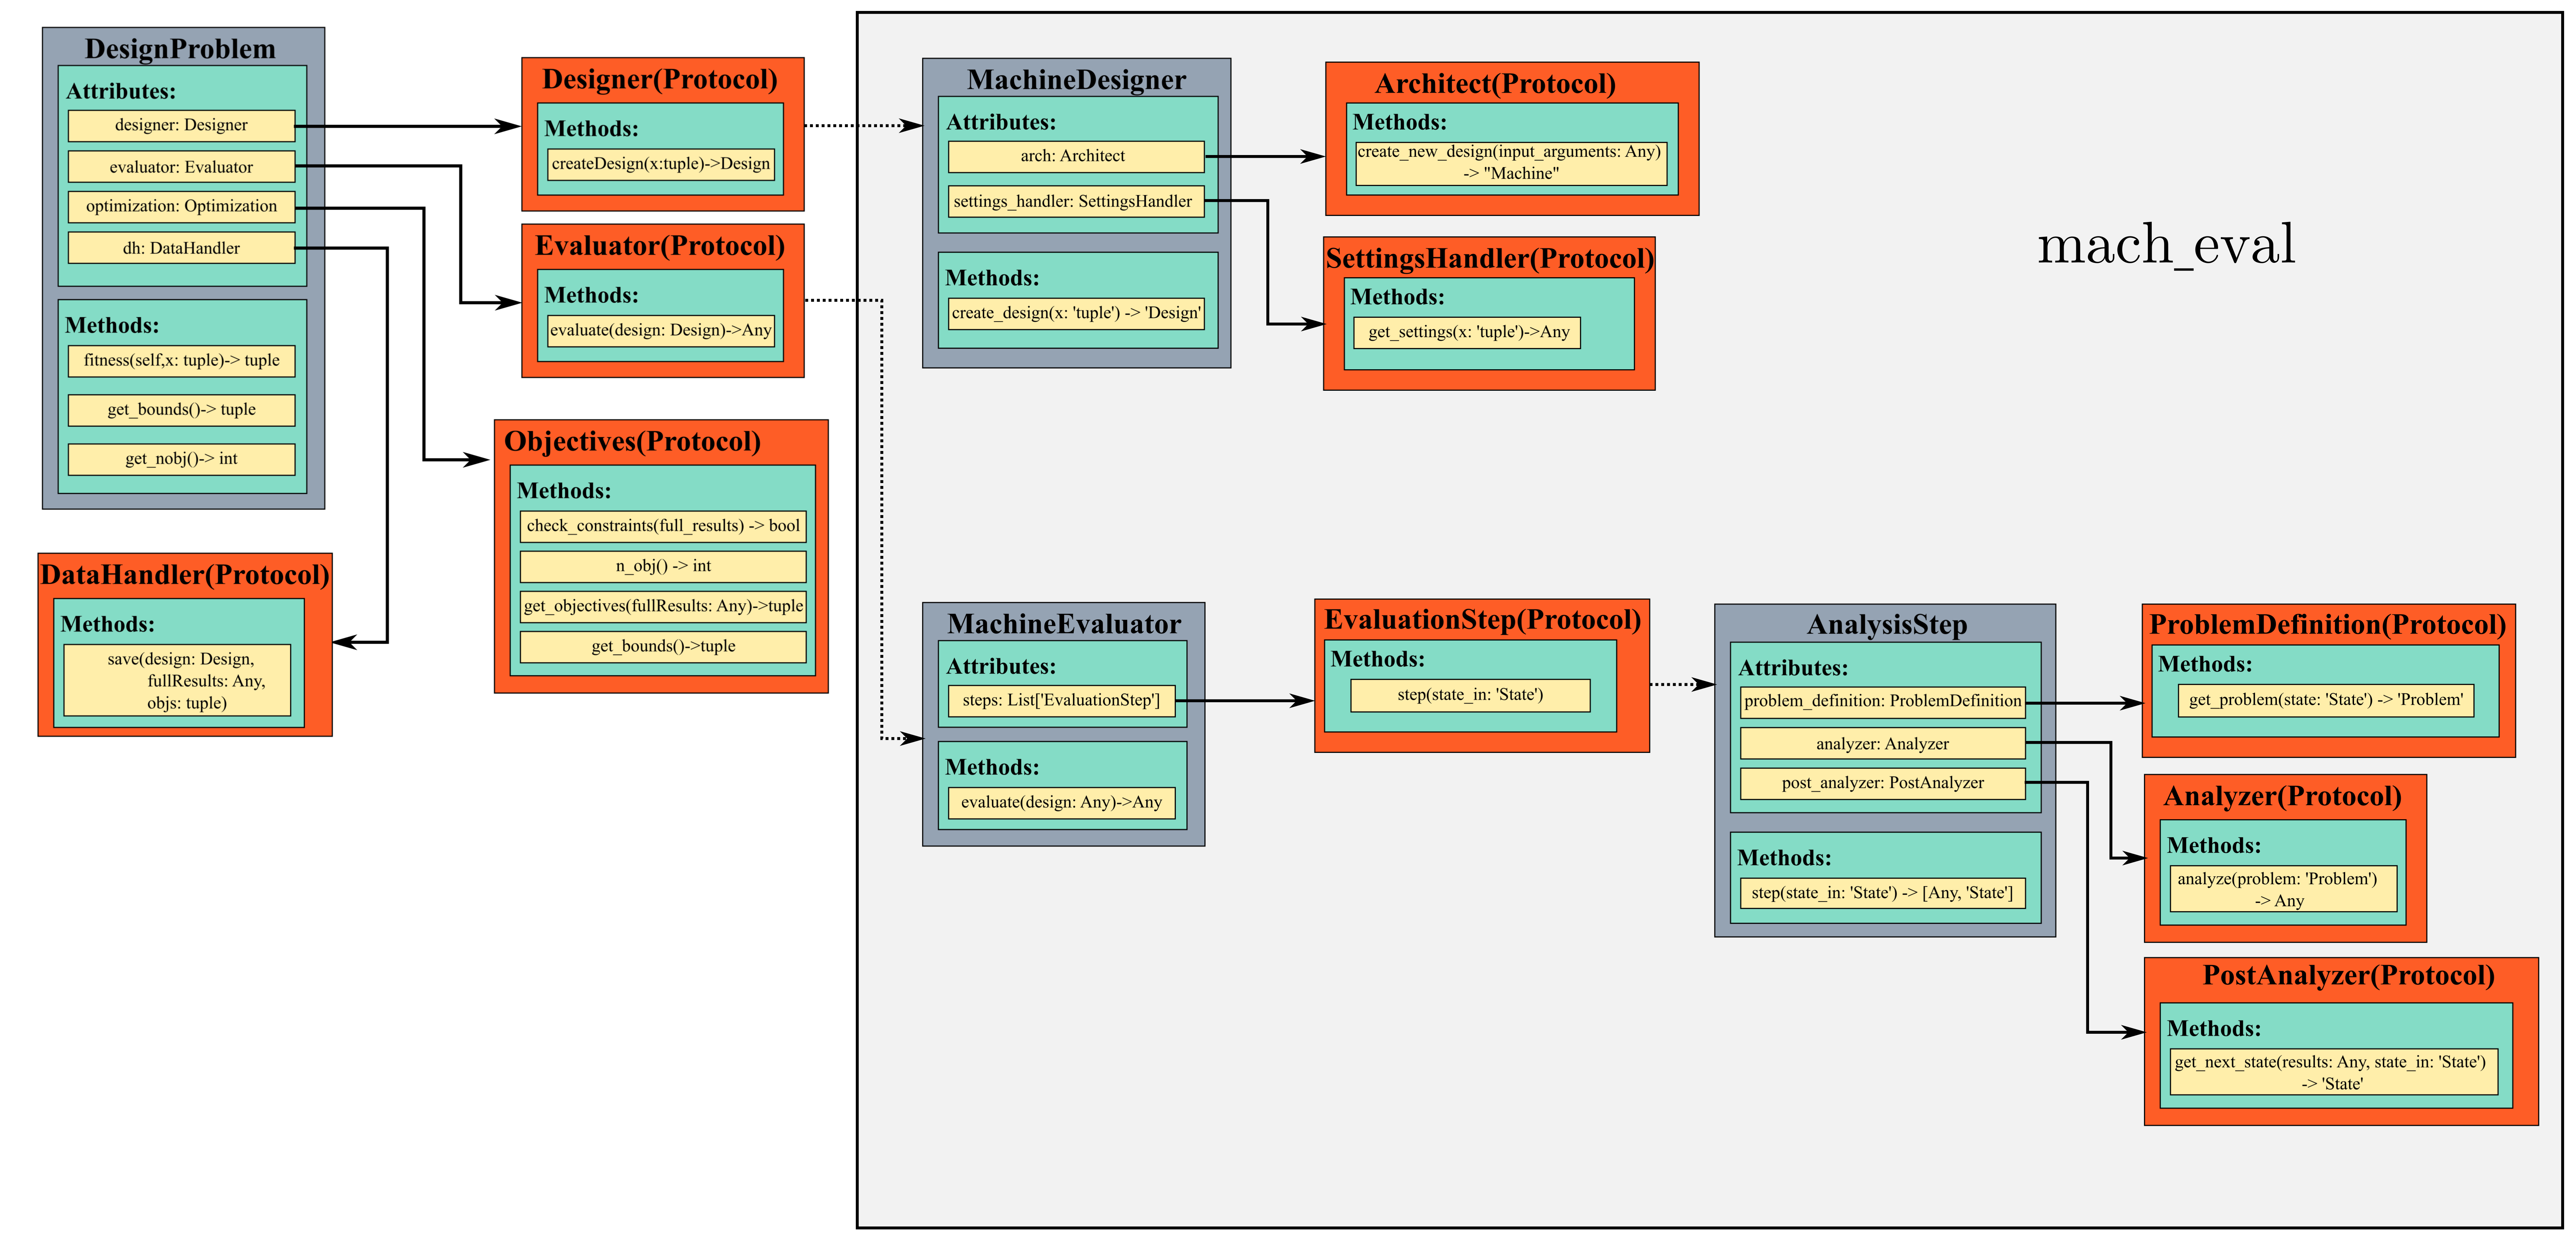 DesignProblem
Attributes:
designer: Designer
evaluator: Evaluator
optimization: Optimization
dh: DataHandler
Methods:
fitness(self,x: tuple)-> tuple
get_bounds()-> tuple
get_nobj()-> int
DataHandler(Protocol)
Methods:
save(design: Design,
fullResults: Any,
objs: tuple)
Designer(Protocol)
Methods:
createDesign(x:tuple)->Design
Evaluator(Protocol)
Methods:
evaluate(design: Design)->Any
Objectives(Protocol)
Methods:
check_constraints(full_results) -> bool
n_obj() -> int
get_objectives(fullResults: Any)->tuple
get_bounds()->tuple
mach_eval
MachineDesigner
Attributes:
arch: Architect
settings_handler: SettingsHandler
Methods:
create_design(x: 'tuple') -> 'Design'
Architect(Protocol)
Methods:
create_new_design(input_arguments: Any)
-> "Machine"
SettingsHandler(Protocol)
Methods:
get_settings(x: 'tuple')->Any
MachineEvaluator
Attributes:
steps: List['EvaluationStep']
Methods:
evaluate(design: Any)->Any
EvaluationStep(Protocol)
Methods:
step(state_in: 'State')
AnalysisStep
Attributes:
problem_definition: ProblemDefinition
analyzer: Analyzer
post_analyzer: PostAnalyzer
Methods:
step(state_in: 'State') -> [Any, 'State']
ProblemDefinition(Protocol)
Methods:
get_problem(state: 'State') -> 'Problem'
Analyzer(Protocol)
Methods:
analyze(problem: 'Problem')
-> Any
PostAnalyzer(Protocol)
Methods:
get_next_state(results: Any, state_in: 'State')
-> 'State'